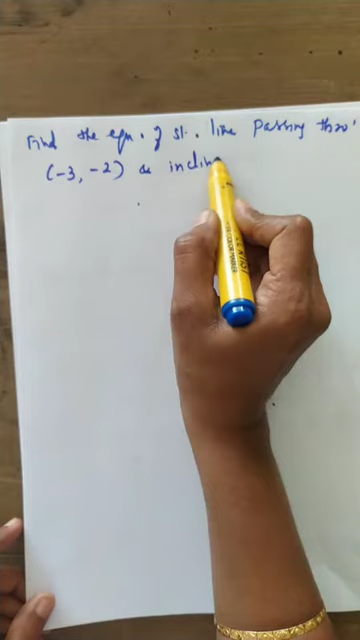 Find the eqn. of st. line passing thro'
(-3, -2) & inclin